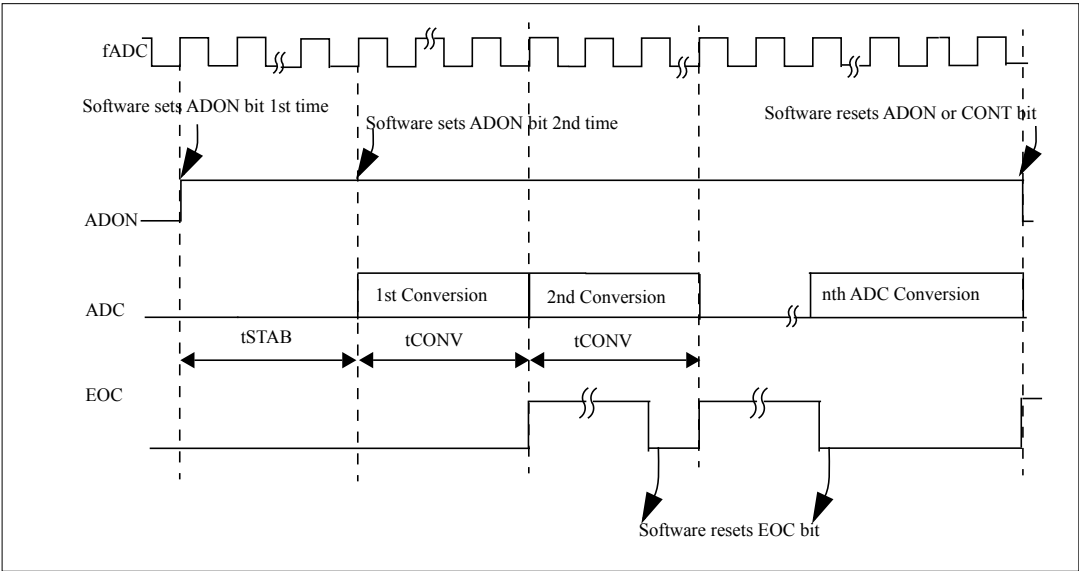 fADC
Software sets ADON bit 1st time
Software sets ADON bit 2nd time
Software resets ADON or CONT bit
ADON
ADC
1st Conversion
2nd Conversion
nth ADC Conversion
tSTAB
tCONV
tCONV
EOC
Software resets EOC bit